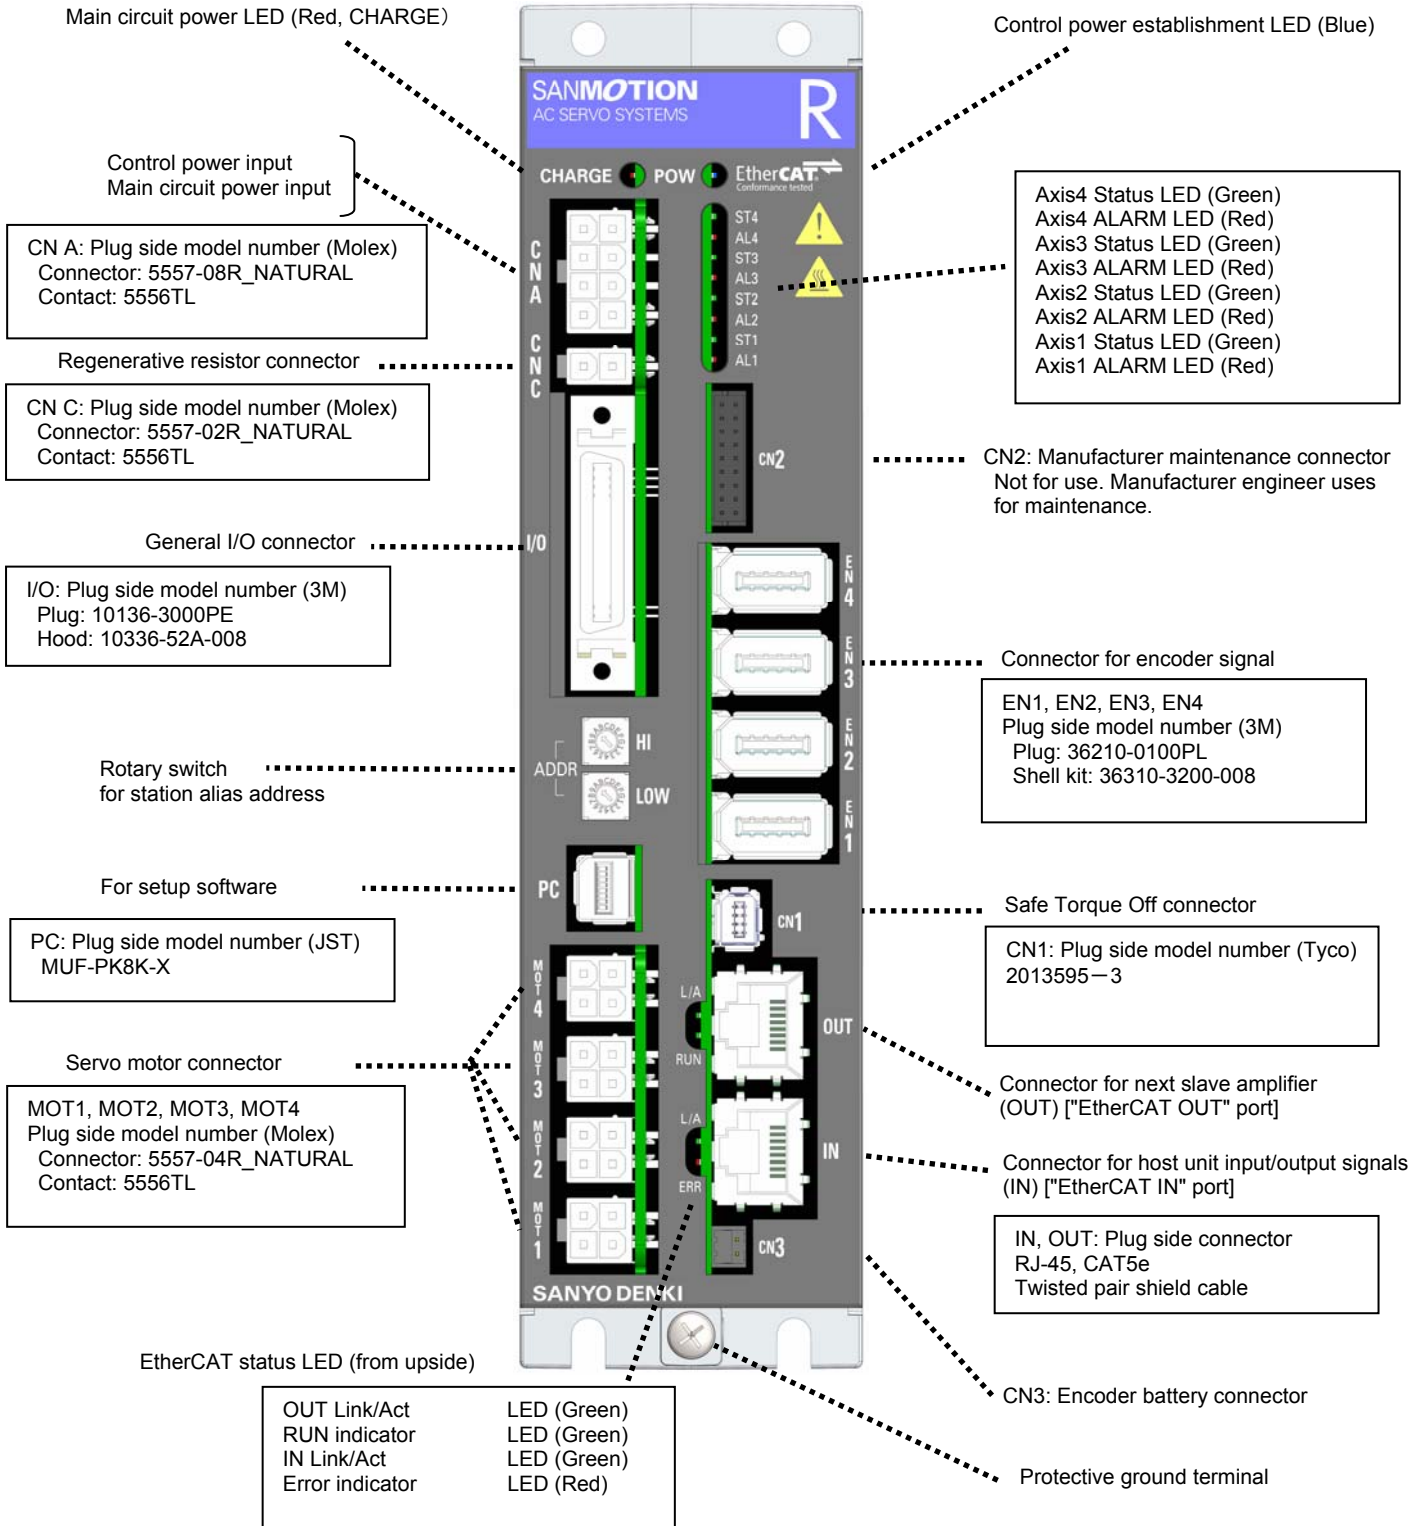 Main circuit power LED (Red, CHARGE)
Control power establishment LED (Blue)
SANMOTION
AC SERVO SYSTEMS
R
Control power input
Main circuit power input
CHARGE
POW
EtherCAT
Conformance tested
CN A: Plug side model number (Molex)
Connector: 5557-08R_NATURAL
Contact: 5556TL
CNA
ST4
AL4
ST3
AL3
ST2
AL2
ST1
AL1
Axis4 Status LED (Green)
Axis4 ALARM LED (Red)
Axis3 Status LED (Green)
Axis3 ALARM LED (Red)
Axis2 Status LED (Green)
Axis2 ALARM LED (Red)
Axis1 Status LED (Green)
Axis1 ALARM LED (Red)
Regenerative resistor connector
CNC
CN C: Plug side model number (Molex)
Connector: 5557-02R_NATURAL
Contact: 5556TL
CN2
CN2: Manufacturer maintenance connector
Not for use. Manufacturer engineer uses
for maintenance.
General I/O connector
I/O
I/O: Plug side model number (3M)
Plug: 10136-3000PE
Hood: 10336-52A-008
EN4
EN3
EN2
EN1
Connector for encoder signal
EN1, EN2, EN3, EN4
Plug side model number (3M)
Plug: 36210-0100PL
Shell kit: 36310-3200-008
Rotary switch
for station alias address
ADDR
HI
LOW
For setup software
PC
PC: Plug side model number (JST)
MUF-PK8K-X
CN1
Safe Torque Off connector
CN1: Plug side model number (Tyco)
2013595－3
Servo motor connector
MOT4
MOT3
MOT2
MOT1
MOT1, MOT2, MOT3, MOT4
Plug side model number (Molex)
Connector: 5557-04R_NATURAL
Contact: 5556TL
L/A
OUT
RUN
L/A
IN
ERR
Connector for next slave amplifier
(OUT) ["EtherCAT OUT" port]
Connector for host unit input/output signals
(IN) ["EtherCAT IN" port]
IN, OUT: Plug side connector
RJ-45, CAT5e
Twisted pair shield cable
CN3
SANYO DENKI
EtherCAT status LED (from upside)
OUT Link/Act LED (Green)
RUN indicator LED (Green)
IN Link/Act LED (Green)
Error indicator LED (Red)
CN3: Encoder battery connector
Protective ground terminal